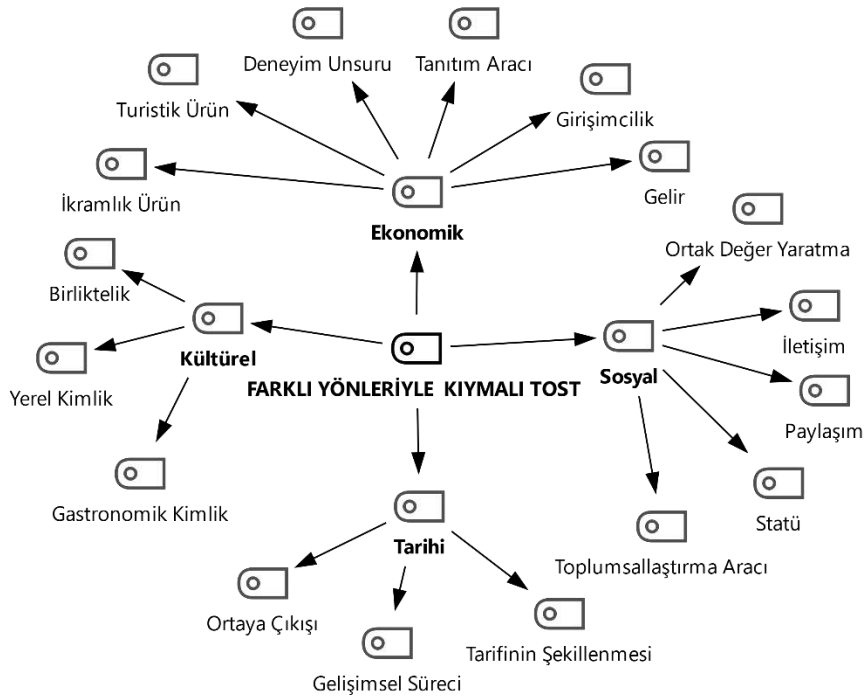 Deneyim Unsuru
Tanıtım Aracı
Turistik Ürün
Girişimcilik
İkramlık Ürün
Gelir
Ekonomik
Ortak Değer Yaratma
Birliktelik
İletişim
Kültürel
Sosyal
FARKLI YÖNLERİYLE KIYMALI TOST
Yerel Kimlik
Paylaşım
Gastronomik Kimlik
Statü
Tarihi
Toplumsallaştırma Aracı
Ortaya Çıkışı
Tarifinin Şekillenmesi
Gelişimsel Süreci